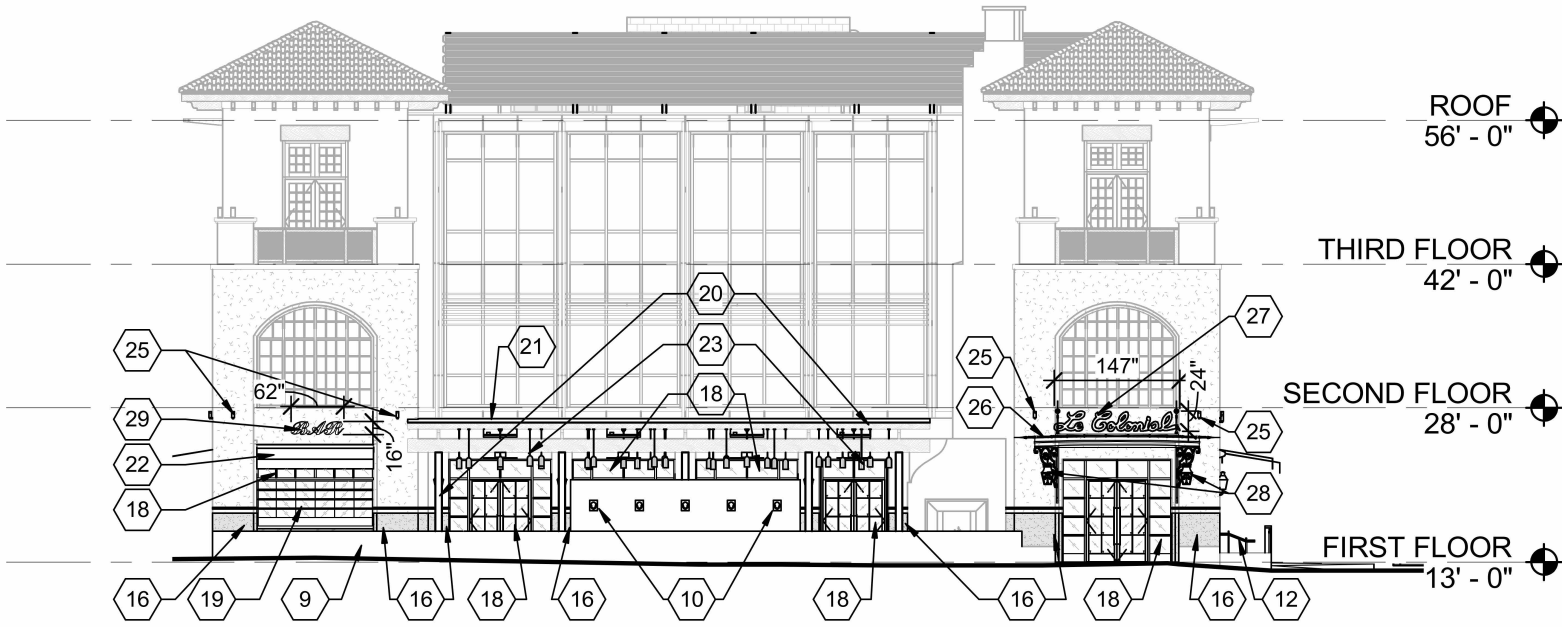 ROOF
56' - 0"
THIRD FLOOR
42' - 0"
20
27
25
21
23
25
147"
24"
62"
18
SECOND FLOOR
28' - 0"
29
BAR
26
Le Colonial
25
22
16"
18
28
FIRST FLOOR
13' - 0"
16
19
9
16
18
16
10
18
16
18
16
12